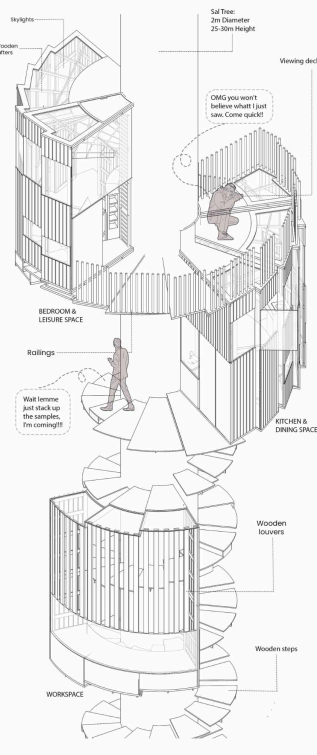 Skylights
Sal Tree:
2m Diameter
25-30m Height
ooden
fters
Viewing deck
OMG you won't
believe whatt I just
saw. Come quick!!
BEDROOM &
LEISURE SPACE
Railings
Wait lemme
just stack up
the samples,
I'm coming!!!!
KITCHEN &
DINING SPACE
Wooden
louvers
Wooden steps
WORKSPACE